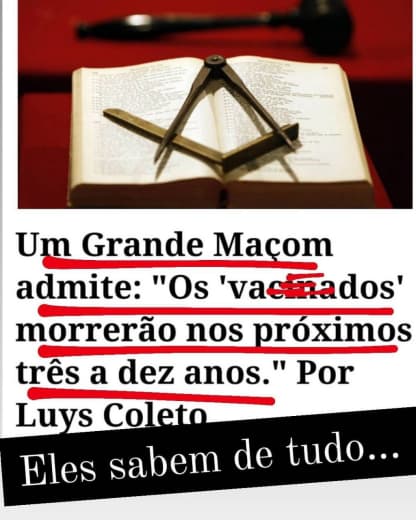 Um Grande Maçom
admite: "Os 'vacinados'
morrerão nos próximos
três a dez anos." Por
Luys Coleto
Eles sabem de tudo...